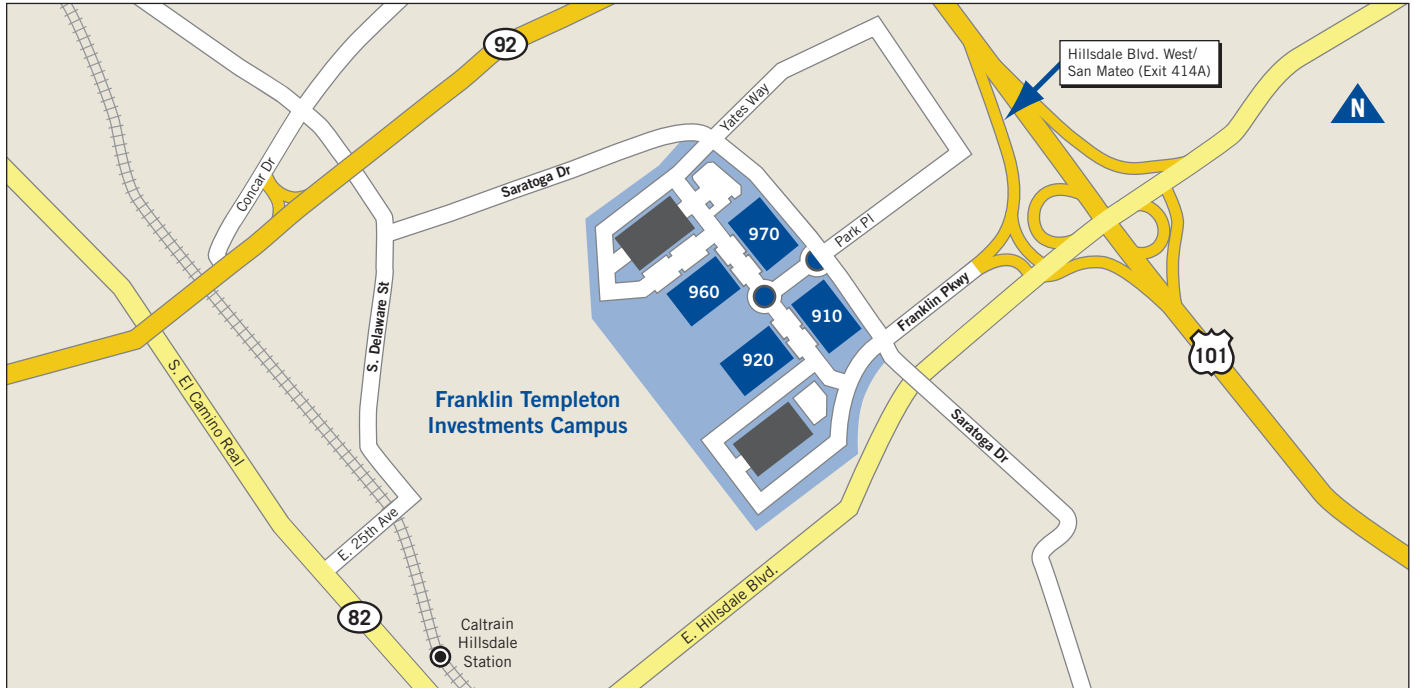 92
Hillsdale Blvd. West/
San Mateo (Exit 414A)
N
Yates Way
Concar Dr
Saratoga Dr
970
Park Pl
960
910
Franklin Pkwy
S. Delaware St
920
101
S. El Camino Real
Franklin Templeton
Investments Campus
Saratoga Dr
E. 25th Ave
E. Hillsdale Blvd.
82
Caltrain
Hillsdale
Station